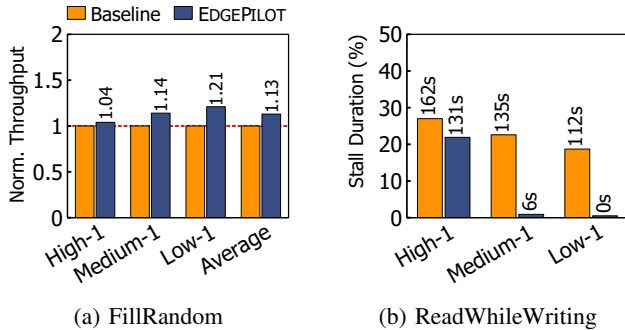 Baseline EDGEPILOT
Norm. Throughput
2
1.5
1
0.5
0
1.04
1.14
1.21
1.13
High-1
Medium-1
Low-1
Average
(a) FillRandom
Stall Duration (%)
50
40
30
20
10
0
162s
131s
135s
6s
112s
0s
High-1
Medium-1
Low-1
(b) ReadWhileWriting